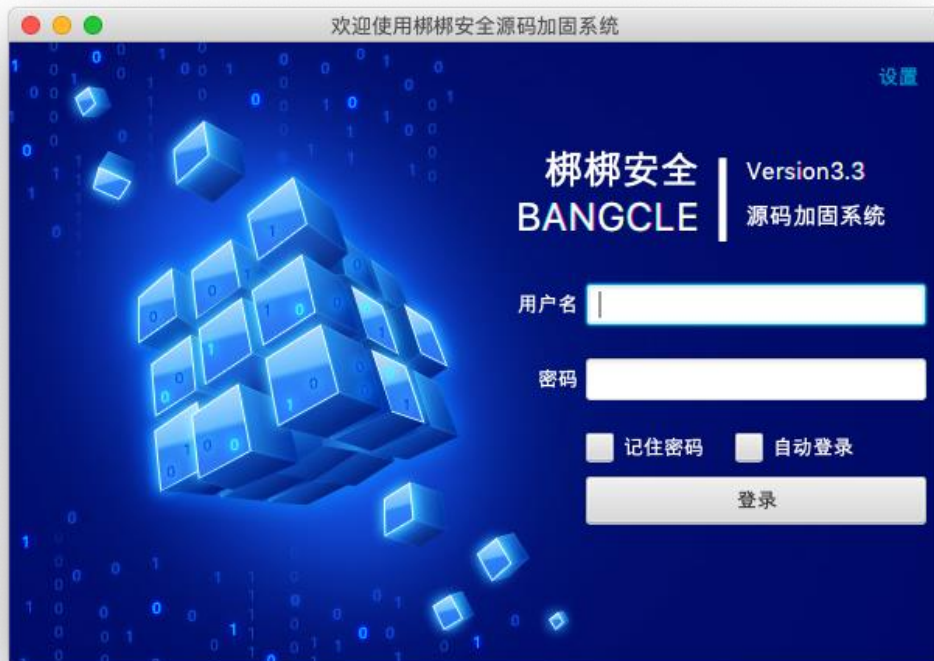 欢迎使用梆梆安全源码加固系统
设置
梆梆安全
BANGCLE
Version3.3
源码加固系统
用户名
密码
记住密码 自动登录
登录